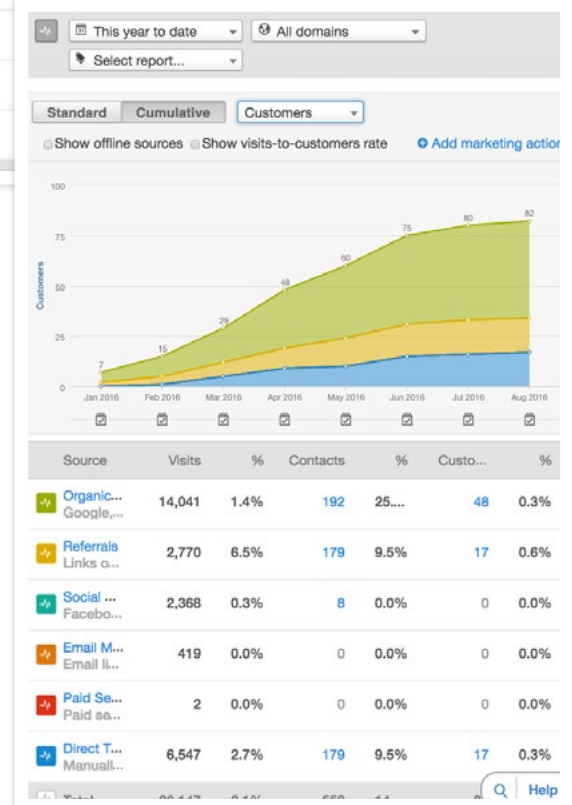 This year to date
All domains
Select report...
Standard Cumulative Customers
Show offline sources Show visits-to-customers rate Add marketing action
100
75
50
25
0
Customers
7 15 29 48 60 75 80 82
Jan 2016 Feb 2016 Mar 2016 Apr 2016 May 2016 Jun 2016 Jul 2016 Aug 2016
Source Visits % Contacts % Custo... %
Organic... 14,041 1.4% 192 25.... 48 0.3%
Google,...
Referrals 2,770 6.5% 179 9.5% 17 0.6%
Links o...
Social ... 2,368 0.3% 8 0.0% 0 0.0%
Facebo...
Email M... 419 0.0% 0 0.0% 0 0.0%
Email li...
Paid Se... 2 0.0% 0 0.0% 0 0.0%
Paid se...
Direct T... 6,547 2.7% 179 9.5% 17 0.3%
Manuall...
Help